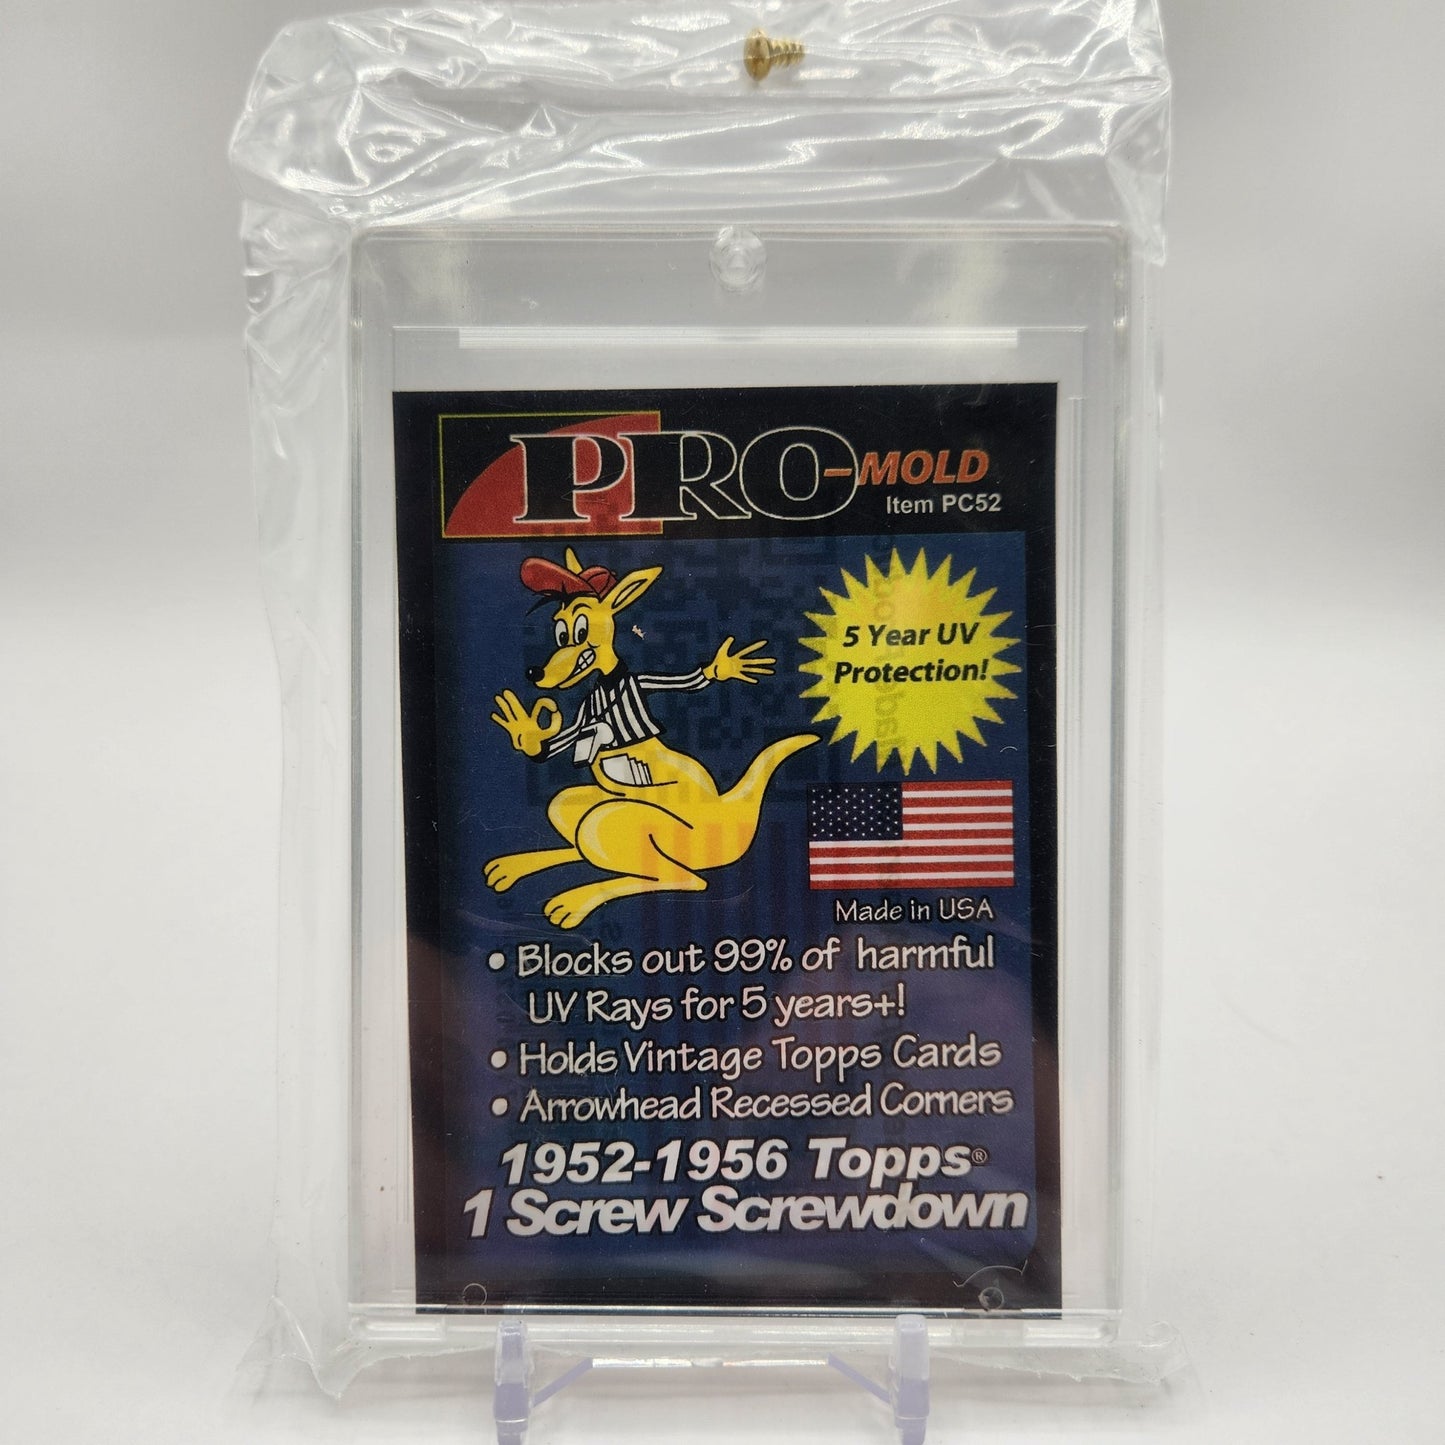 PRO-MOLD
Item PC52
5 Year UV
Protection!
Made in USA
• Blocks out 99% of harmful
UV Rays for 5 years+!
• Holds Vintage Topps Cards
• Arrowhead Recessed Corners
1952-1956 Topps®
1 Screw Screwdown